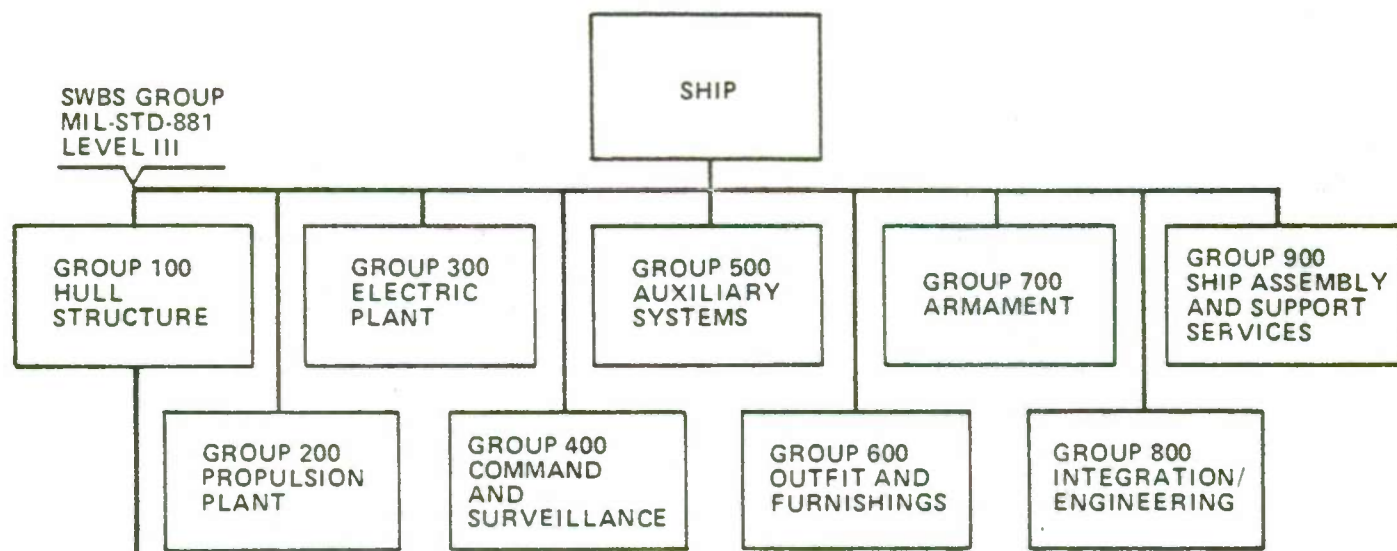 SHIP
SWBS GROUP
MIL-STD-881
LEVEL III
GROUP 100
HULL
STRUCTURE
GROUP 300
ELECTRIC
PLANT
GROUP 500
AUXILIARY
SYSTEMS
GROUP 700
ARMAMENT
GROUP 900
SHIP ASSEMBLY
AND SUPPORT
SERVICES
GROUP 200
PROPULSION
PLANT
GROUP 400
COMMAND
AND
SURVEILLANCE
GROUP 600
OUTFIT AND
FURNISHINGS
GROUP 800
INTEGRATION/
ENGINEERING